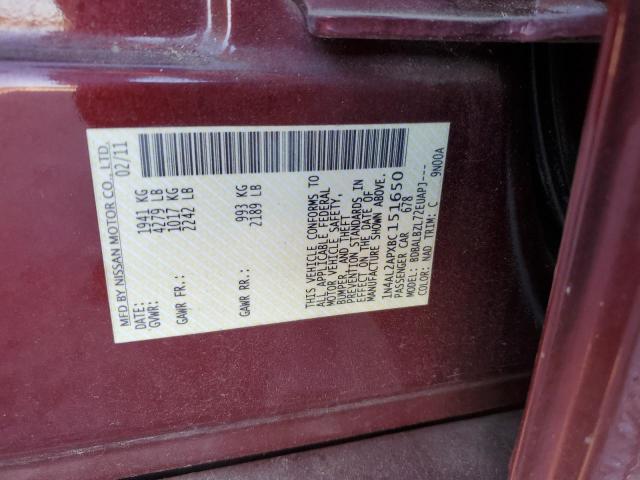 MFD BY NISSAN MOTOR CO., LTD.
DATE: 02/11
GVWR: 1941 KG
4279 LB
GAWR FR.: 1017 KG
2242 LB
GAWR RR.: 993 KG
2189 LB
THIS VEHICLE CONFORMS TO
ALL APPLICABLE FEDERAL
MOTOR VEHICLE SAFETY,
BUMPER, AND THEFT
PREVENTION STANDARDS IN
EFFECT ON THE DATE OF
MANUFACTURE SHOWN ABOVE.
1N4AL2APXBC151650
PASSENGER CAR 678
MODEL: BDBALBZL72EUAPJ---
COLOR: NAD TRIM: C 9N00A